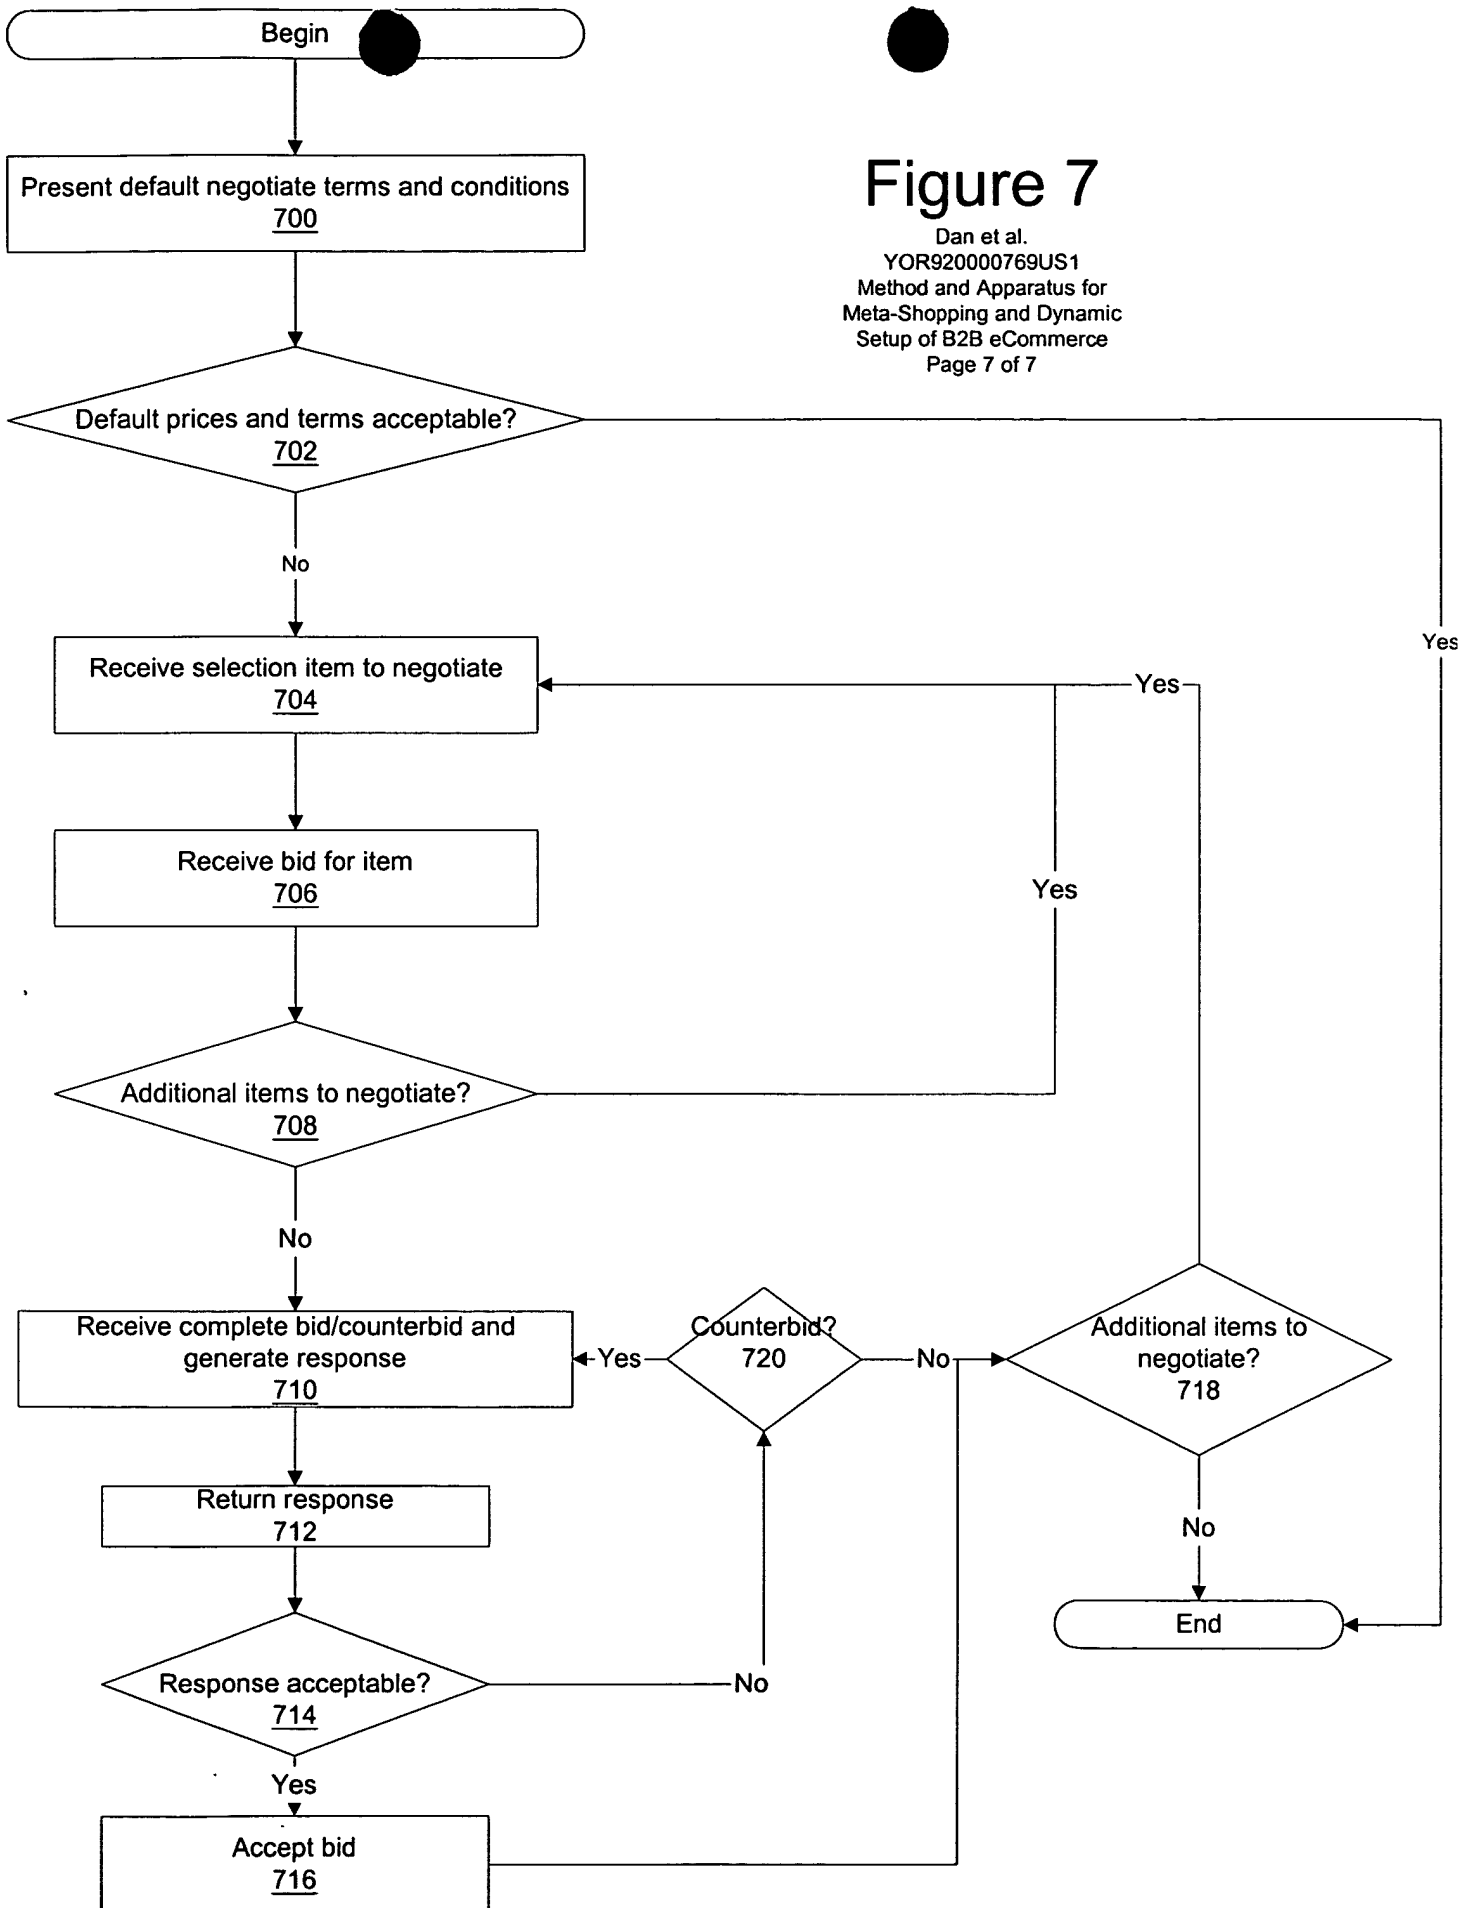 Begin
Present default negotiate terms and conditions
700
Figure 7
Dan et al.
YOR920000769US1
Method and Apparatus for
Meta-Shopping and Dynamic
Setup of B2B eCommerce
Page 7 of 7
Default prices and terms acceptable?
702
No
Yes
Receive selection item to negotiate
704
Yes
Receive bid for item
706
Yes
Additional items to negotiate?
708
No
Receive complete bid/counterbid and
generate response
710
Yes
Counterbid?
720
No
Additional items to
negotiate?
718
Return response
712
No
End
Response acceptable?
714
No
Yes
Accept bid
716